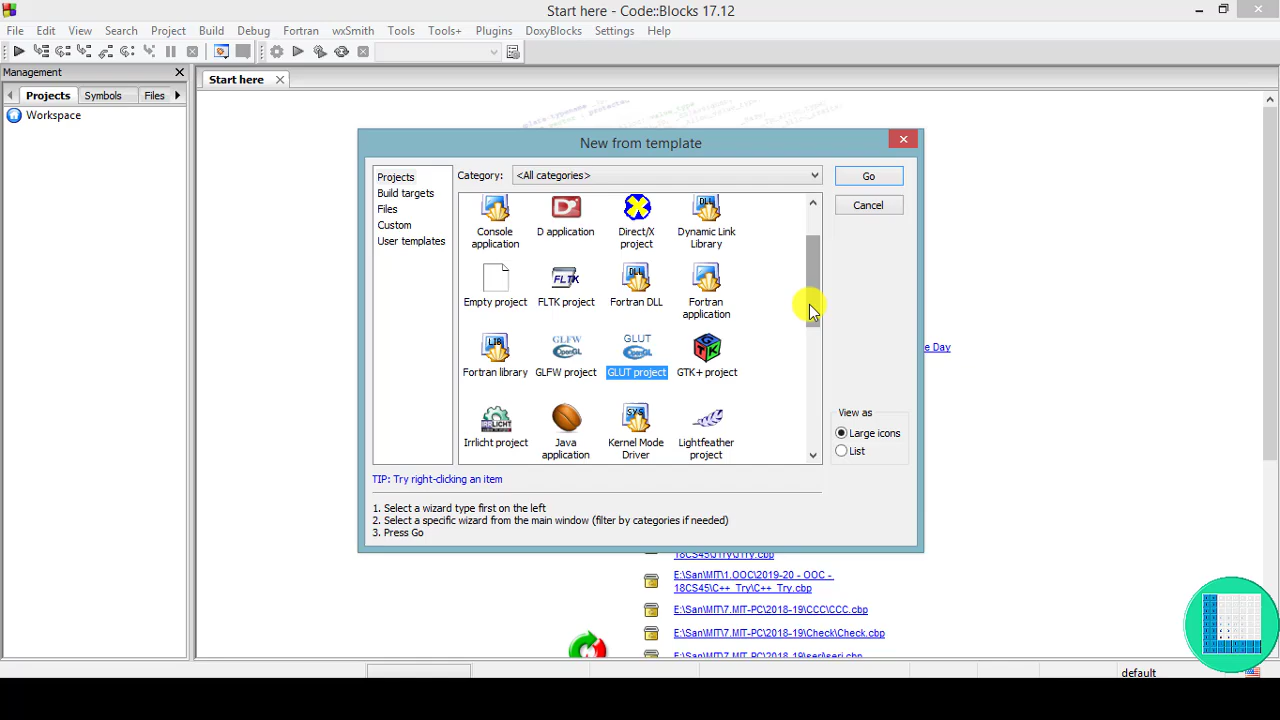 Start here - Code::Blocks 17.12
File Edit View Search Project Build Debug Fortran wxSmith Tools Tools+ Plugins DoxyBlocks Settings Help
Management
Start here
Projects Symbols Files
Workspace
New from template
Projects
Build targets
Files
Custom
User templates
Category: <All categories>
Go
Cancel
Console application
D application
Direct/X project
Dynamic Link Library
Empty project
FLTK project
Fortran DLL
Fortran application
Fortran library
GLFW project
GLUT project
GTK+ project
Irrlicht project
Java application
Kernel Mode Driver
Lightfeather project
View as
Large icons
List
TIP: Try right-clicking an item
1. Select a wizard type first on the left
2. Select a specific wizard from the main window (filter by categories if needed)
3. Press Go
e Day
18CS45\JTry\JTry.cbp
E:\San\MIT\1.OOC\2019-20 - OOC -
18CS45\C++_Try\C++_Try.cbp
E:\San\MIT\7.MIT-PC\2018-19\CCC\CCC.cbp
E:\San\MIT\7.MIT-PC\2018-19\Check\Check.cbp
default